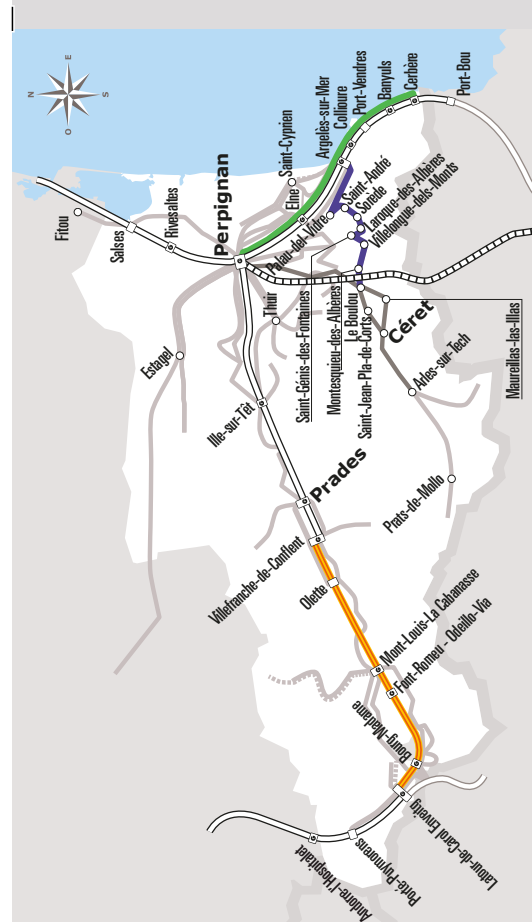 N
E
S
O
Fitou
Salses
Rivesaltes
Perpignan
Saint-Cyprien
Elne
Argelès-sur-Mer
Collioure
Port-Vendres
Banyuls
Cerbère
Port-Bou
Palau-del-Vidre
Saint-André
Sorède
Laroque-des-Albères
Villelongue-dels-Monts
Saint-Génis-des-Fontaines
Montesquieu-des-Albères
Le Boulou
Saint-Jean-Pla-de-Corts
Céret
Maureillas-las-Illas
Arles-sur-Tech
Prats-de-Mollo
Thuir
Estagel
Ille-sur-Têt
Prades
Villefranche-de-Conflent
Olette
Mont-Louis-La Cabanasse
Font-Romeu - Odeillo-Via
Bourg-Madame
Latour-de-Carol Enveitg
Porté-Puymorens
Andorre-l'Hospitalet